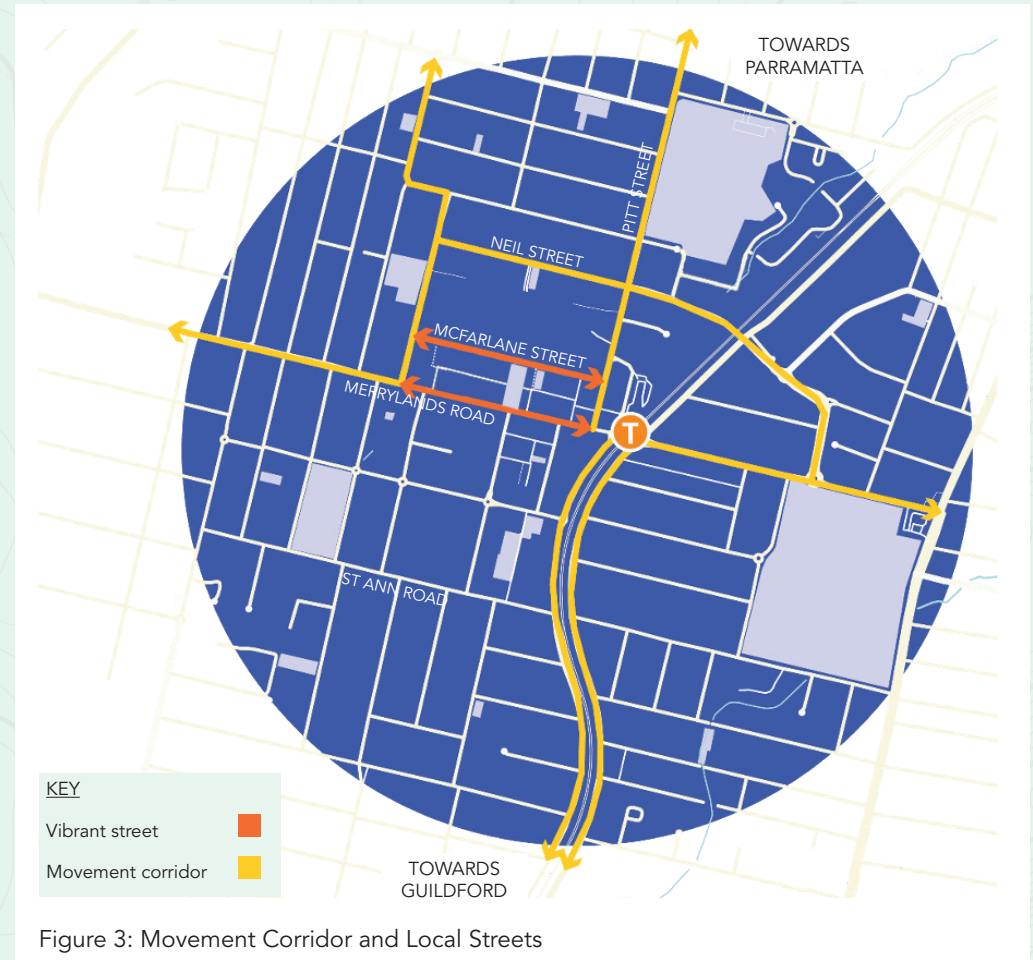 TOWARDS
PARRAMATTA
PITT STREET
NEIL STREET
MCFARLANE STREET
MERRYLANDS ROAD
T
ST ANN ROAD
KEY
Vibrant street
Movement corridor
TOWARDS
GUILDFORD
Figure 3: Movement Corridor and Local Streets